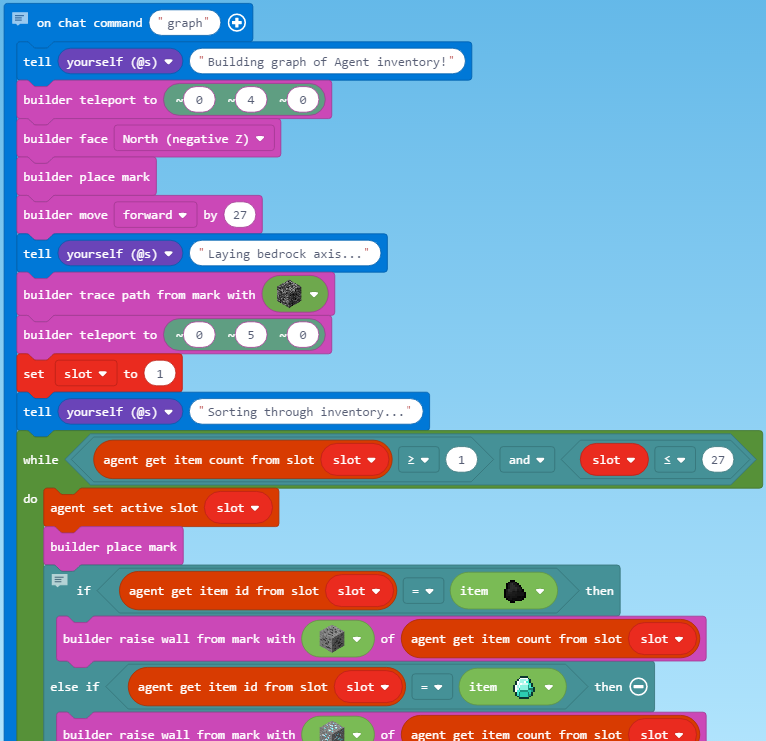 on chat command "graph"
tell yourself (@s) "Building graph of Agent inventory!"
builder teleport to ~0 ~4 ~0
builder face North (negative Z)
builder place mark
builder move forward by 27
tell yourself (@s) "Laying bedrock axis..."
builder trace path from mark with
builder teleport to ~0 ~5 ~0
set slot to 1
tell yourself (@s) "Sorting through inventory..."
while agent get item count from slot slot ≥ 1 and slot ≤ 27
do
agent set active slot slot
builder place mark
if agent get item id from slot slot = item then
builder raise wall from mark with of agent get item count from slot slot
else if agent get item id from slot slot = item then
builder raise wall from mark with of agent get item count from slot slot